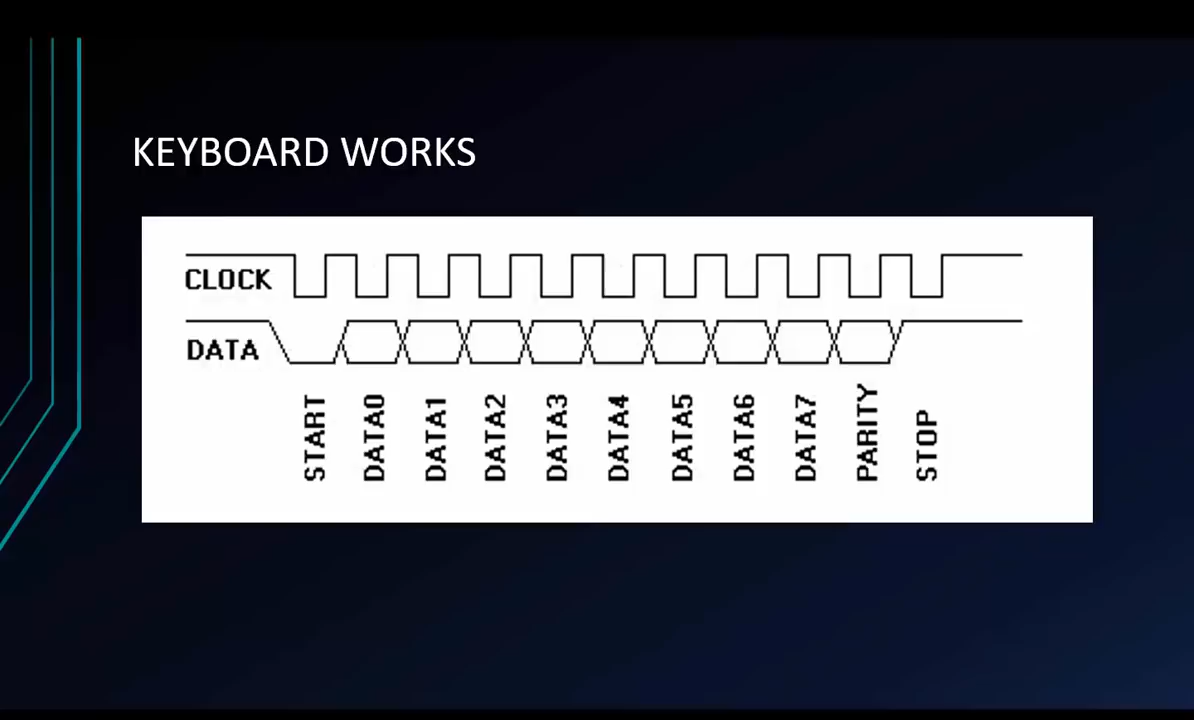 KEYBOARD WORKS
CLOCK
DATA
START
DATA0
DATA1
DATA2
DATA3
DATA4
DATA5
DATA6
DATA7
PARITY
STOP